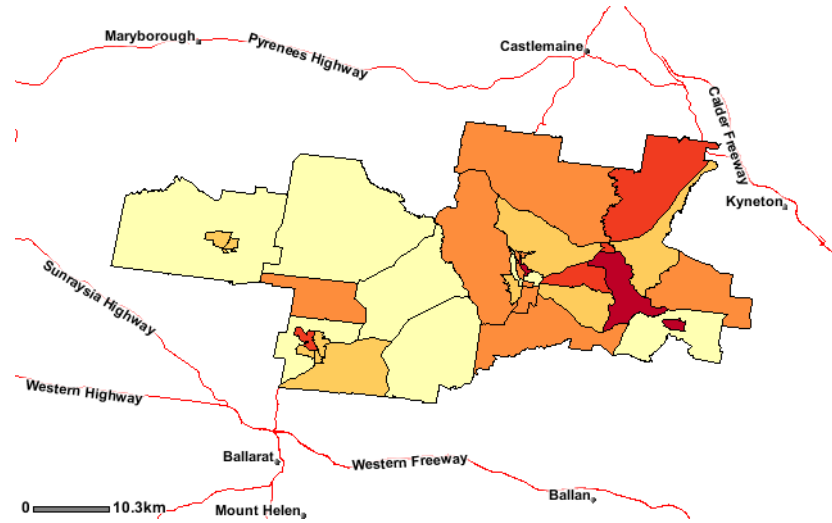 Maryborough
Pyrenees Highway
Castlemaine
Calder Freeway
Kyneton
Sunraysia Highway
Western Highway
Ballarat
Western Freeway
Ballan
0 10.3km
Mount Helen